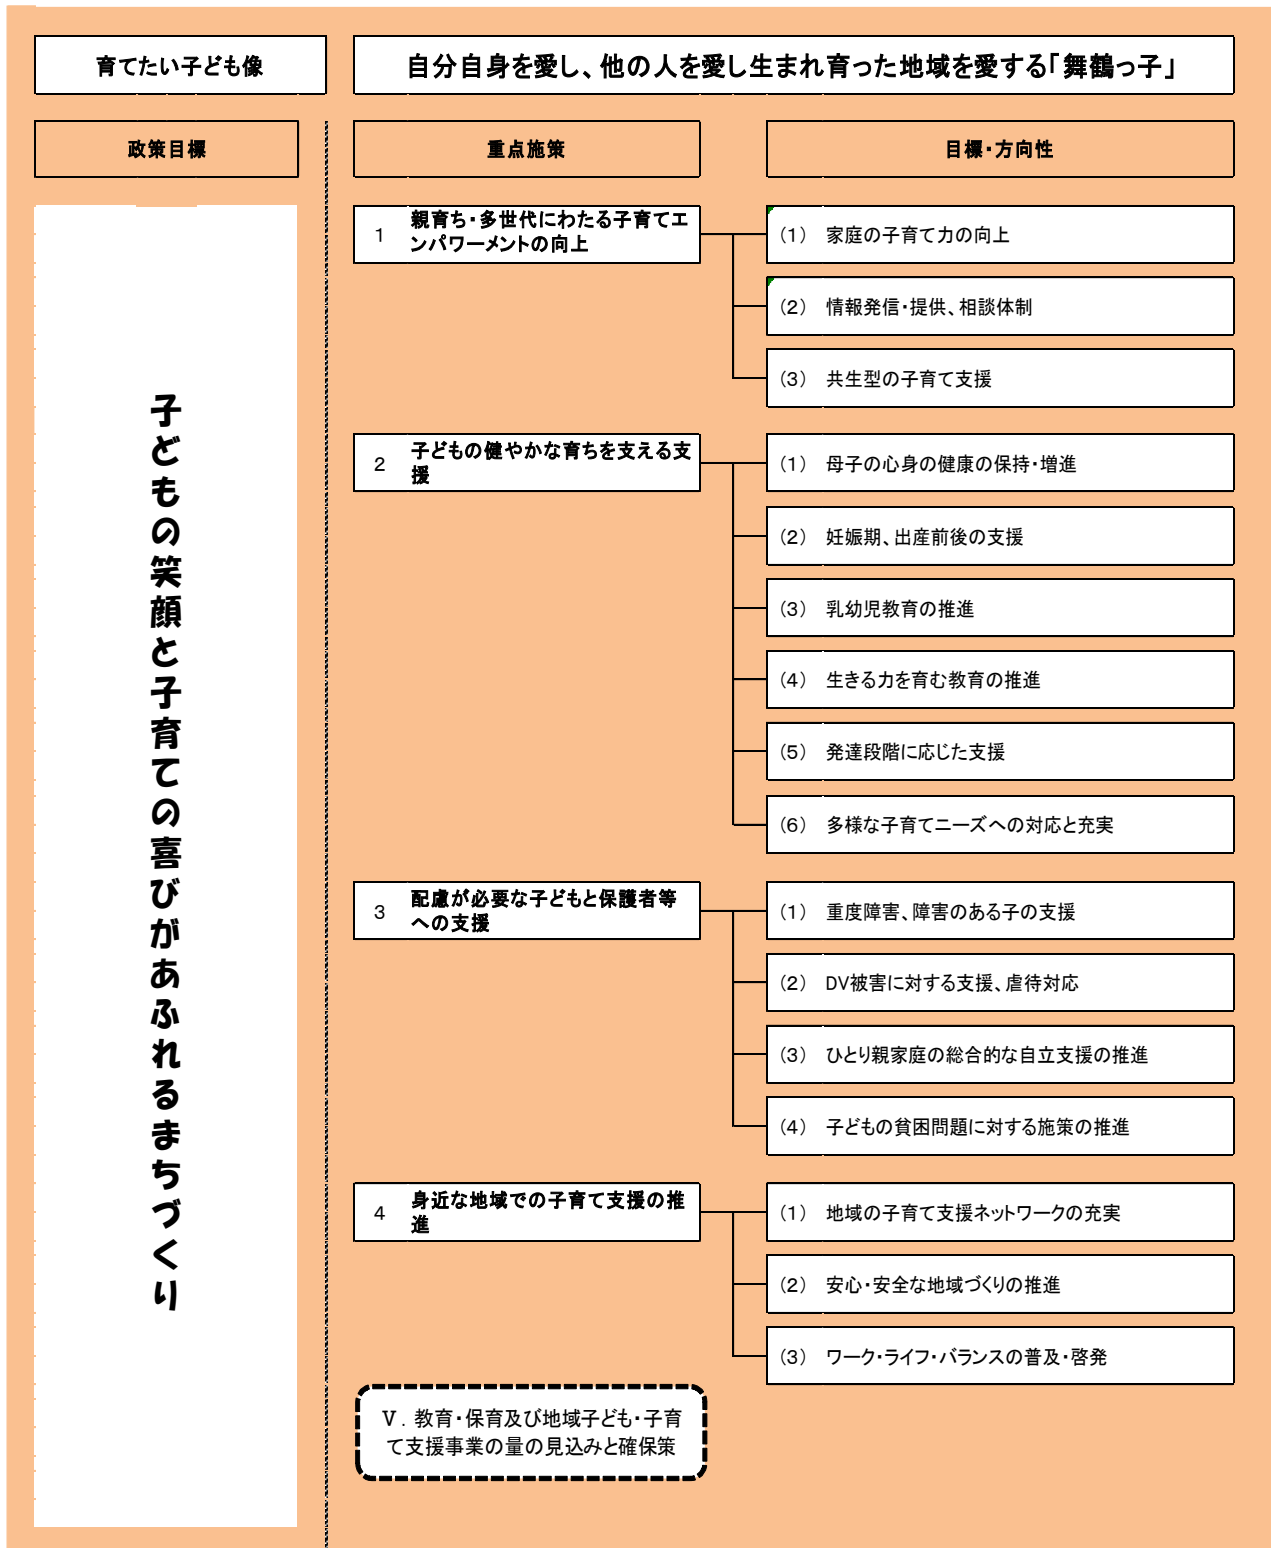 育てたい子ども像
自分自身を愛し、他の人を愛し生まれ育った地域を愛する「舞鶴っ子」
政策目標
重点施策
目標・方向性
子どもの笑顔と子育ての喜びがあふれるまちづくり
1 親育ち・多世代にわたる子育てエ
ンパワーメントの向上
(1) 家庭の子育て力の向上
(2) 情報発信・提供、相談体制
(3) 共生型の子育て支援
2 子どもの健やかな育ちを支える支
援
(1) 母子の心身の健康の保持・増進
(2) 妊娠期、出産前後の支援
(3) 乳幼児教育の推進
(4) 生きる力を育む教育の推進
(5) 発達段階に応じた支援
(6) 多様な子育てニーズへの対応と充実
3 配慮が必要な子どもと保護者等
への支援
(1) 重度障害、障害のある子の支援
(2) DV被害に対する支援、虐待対応
(3) ひとり親家庭の総合的な自立支援の推進
(4) 子どもの貧困問題に対する施策の推進
4 身近な地域での子育て支援の推
進
(1) 地域の子育て支援ネットワークの充実
(2) 安心・安全な地域づくりの推進
(3) ワーク・ライフ・バランスの普及・啓発
Ⅴ．教育・保育及び地域子ども・子育
て支援事業の量の見込みと確保策